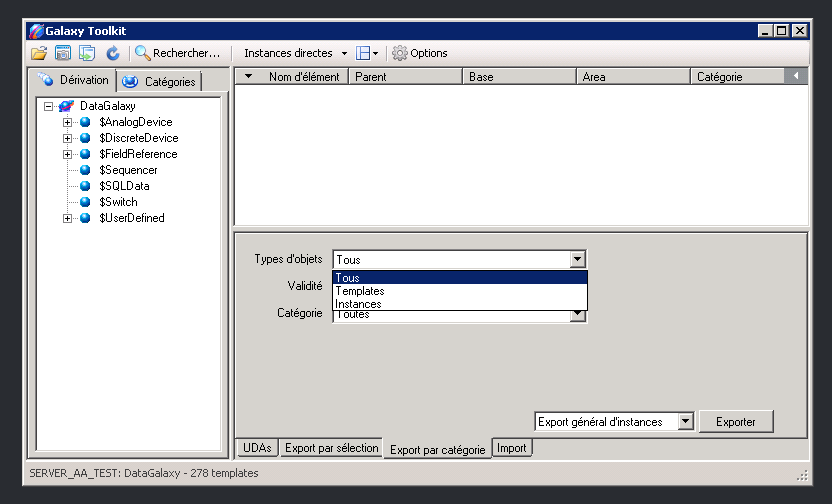 Galaxy Toolkit
Rechercher... Instances directes Options
Dérivation Catégories
DataGalaxy
$AnalogDevice
$DiscreteDevice
$FieldReference
$Sequencer
$SQLData
$Switch
$UserDefined
Nom d'élément Parent Base Area Catégorie
Types d'objets Tous
Tous
Validité Templates
Instances
Catégorie Toutes
Export général d'instances Exporter
UDAs Export par sélection Export par catégorie Import
SERVER_AA_TEST: DataGalaxy - 278 templates